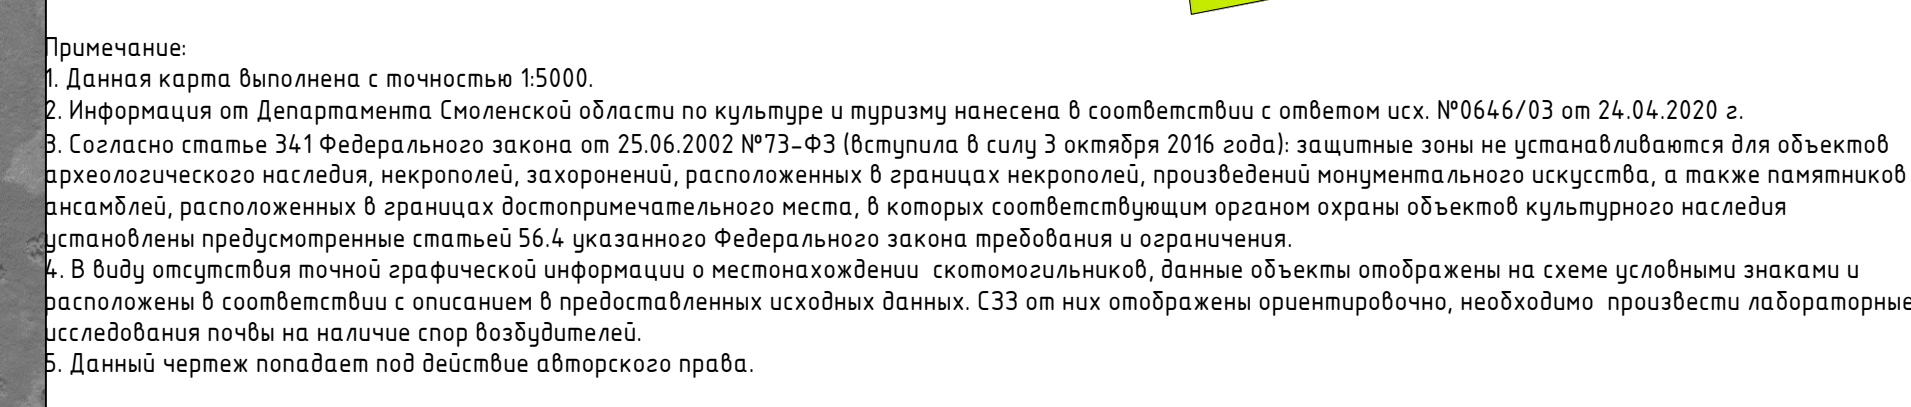 Примечание:
1. Данная карта выполнена с точностью 1:5000.
2. Информация от Департамента Смоленской области по культуре и туризму нанесена в соответствии с ответом исх. №0646/03 от 24.04.2020 г.
3. Согласно статье 341 Федерального закона от 25.06.2002 №73-ФЗ (вступила в силу 3 октября 2016 года): защитные зоны не устанавливаются для объектов
археологического наследия, некрополей, захоронений, расположенных в границах некрополей, произведений монументального искусства, а также памятников
ансамблей, расположенных в границах достопримечательного места, в которых соответствующим органом охраны объектов культурного наследия
установлены предусмотренные статьей 56.4 указанного Федерального закона требования и ограничения.
4. В виду отсутствия точной графической информации о местонахождении скотомогильников, данные объекты отображены на схеме условными знаками и
расположены в соответствии с описанием в предоставленных исходных данных. СЗЗ от них отображены ориентировочно, необходимо произвести лабораторные
исследования почвы на наличие спор возбудителей.
5. Данный чертеж попадает под действие авторского права.